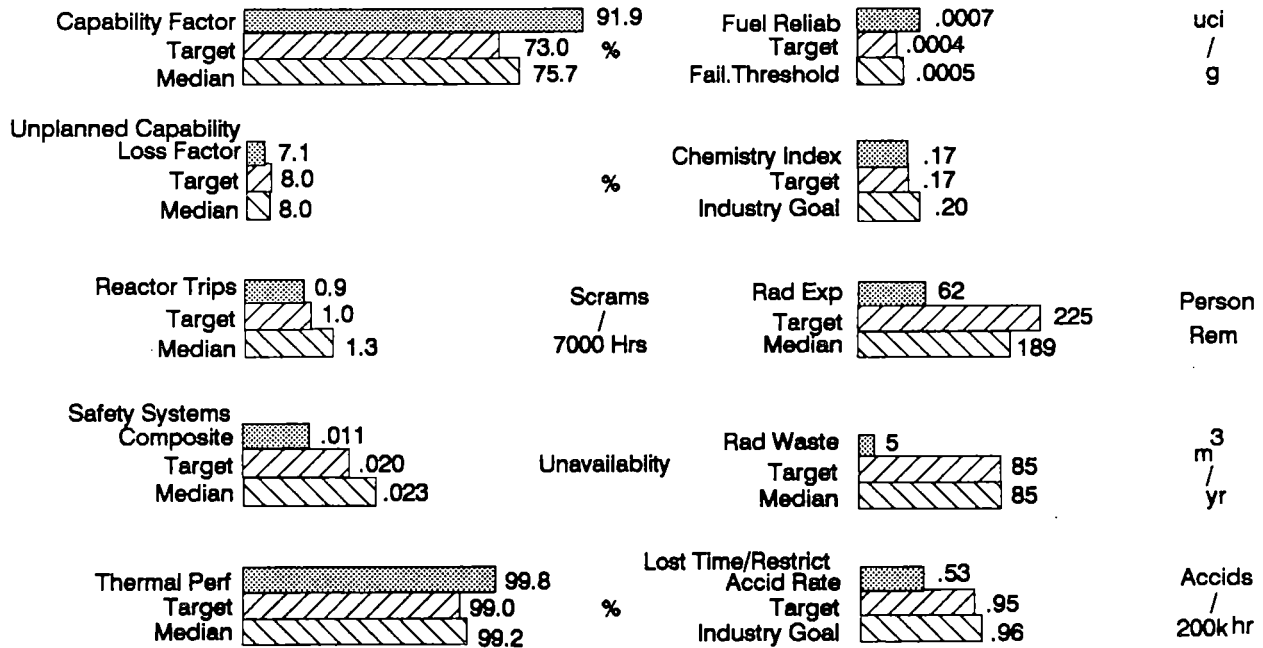 Capability Factor 91.9
Target 73.0 %
Median 75.7
Fuel Reliab .0007 uci
Target .0004 /
Fail.Threshold .0005 g
Unplanned Capability
Loss Factor 7.1
Target 8.0 %
Median 8.0
Chemistry Index .17
Target .17
Industry Goal .20
Reactor Trips 0.9 Scrams
Target 1.0 /
Median 1.3 7000 Hrs
Rad Exp 62 Person
Target 225
Median 189 Rem
Safety Systems
Composite .011
Target .020 Unavailablity
Median .023
Rad Waste 5 m3
Target 85 /
Median 85 yr
Thermal Perf 99.8
Target 99.0 %
Median 99.2
Lost Time/Restrict
Accid Rate .53 Accids
Target .95 /
Industry Goal .96 200k hr